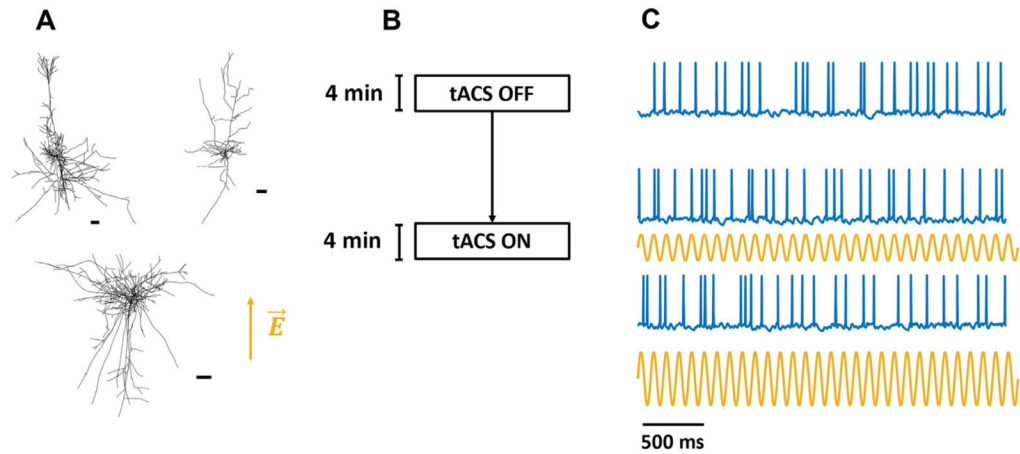 A
B
C
4 min
tACS OFF
4 min
tACS ON
E
500 ms